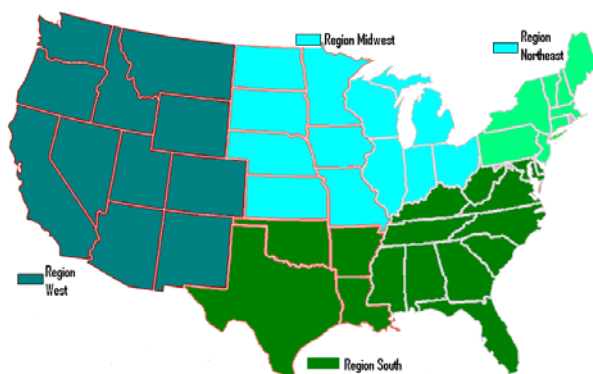 Region Midwest
Region
Northeast
Region
West
Region South